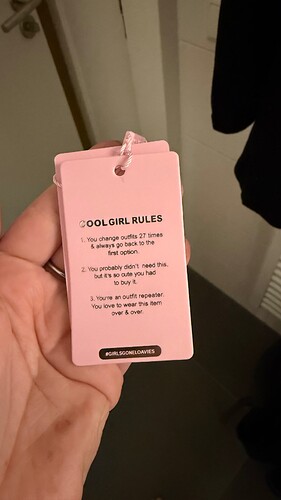 COOL GIRL RULES
1. You change outfits 27 times
& always go back to the
first option.
2. You probably didn't need this,
but it's so cute you had
to buy it.
3. You're an outfit repeater.
You love to wear this item
over & over.
#GIRLSGONELOAVIES